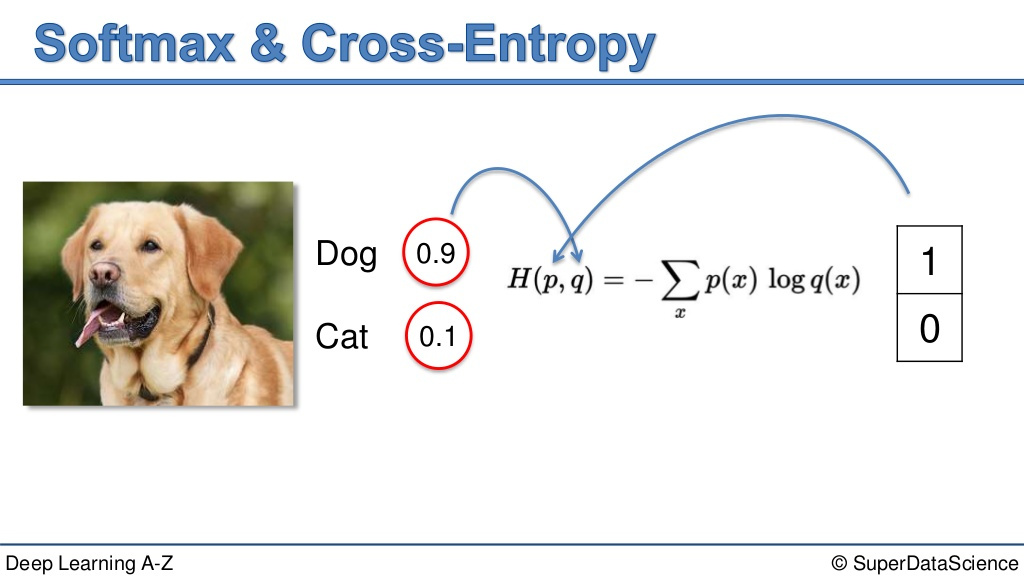 Softmax & Cross-Entropy
Dog 0.9
H(p, q) = − ∑ₓ p(x) log q(x)
1
Cat 0.1
0
Deep Learning A-Z
© SuperDataScience